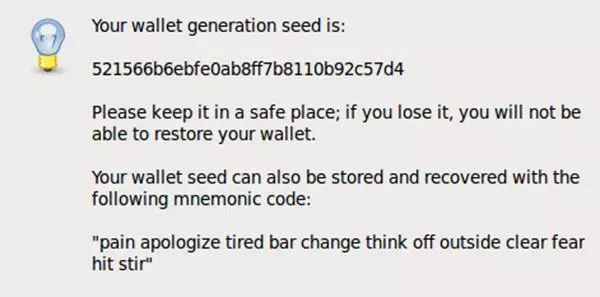 Your wallet generation seed is:
521566b6ebfe0ab8ff7b8110b92c57d4
Please keep it in a safe place; if you lose it, you will not be
able to restore your wallet.
Your wallet seed can also be stored and recovered with the
following mnemonic code:
"pain apologize tired bar change think off outside clear fear
hit stir"